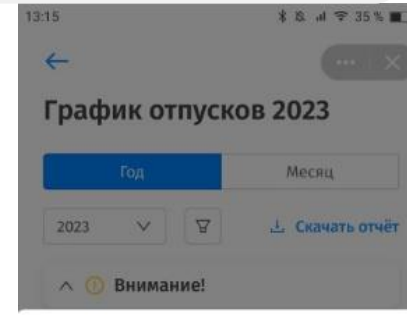 13:15 35 %
График отпусков 2023
Год Месяц
2023 Скачать отчёт
Внимание!